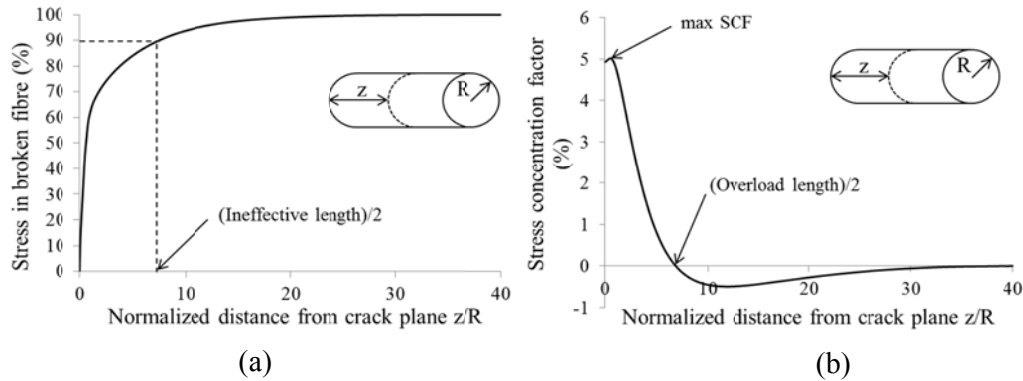 100
90
80
70
60
50
40
30
20
10
0
Stress in broken fibre (%)
z
R
(Ineffective length)/2
0
10
20
30
40
Normalized distance from crack plane z/R
(a)
6
5
4
3
2
1
0
-1
Stress concentration factor
(%)
max SCF
z
R
(Overload length)/2
0
10
20
30
40
Normalized distance from crack plane z/R
(b)